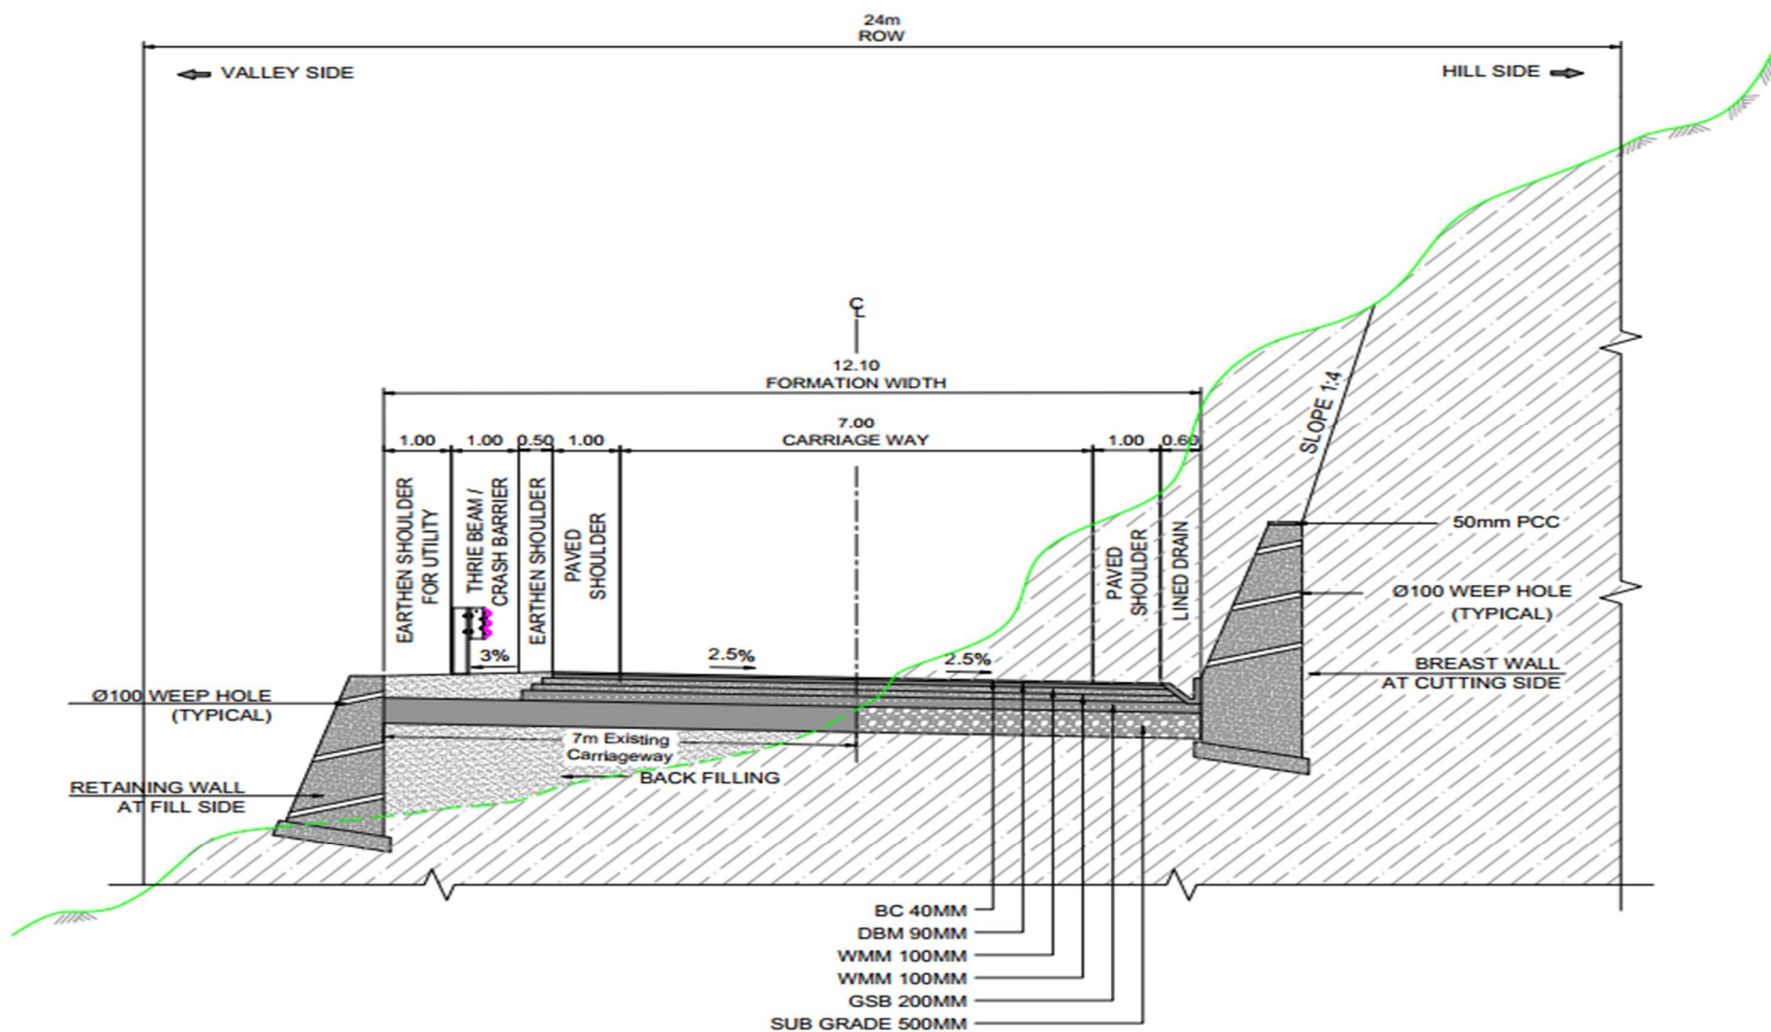 24m
ROW
VALLEY SIDE
HILL SIDE
CL
12.10
FORMATION WIDTH
7.00
CARRIAGE WAY
1.00
1.00
0.50
1.00
1.00
0.60
EARTHEN SHOULDER
FOR UTILITY
THRIE BEAM /
CRASH BARRIER
EARTHEN SHOULDER
PAVED
SHOULDER
PAVED
SHOULDER
LINED DRAIN
SLOPE 1:4
50mm PCC
Ø100 WEEP HOLE
(TYPICAL)
BREAST WALL
AT CUTTING SIDE
3%
2.5%
2.5%
Ø100 WEEP HOLE
(TYPICAL)
7m Existing
Carriageway
BACK FILLING
RETAINING WALL
AT FILL SIDE
BC 40MM
DBM 90MM
WMM 100MM
WMM 100MM
GSB 200MM
SUB GRADE 500MM